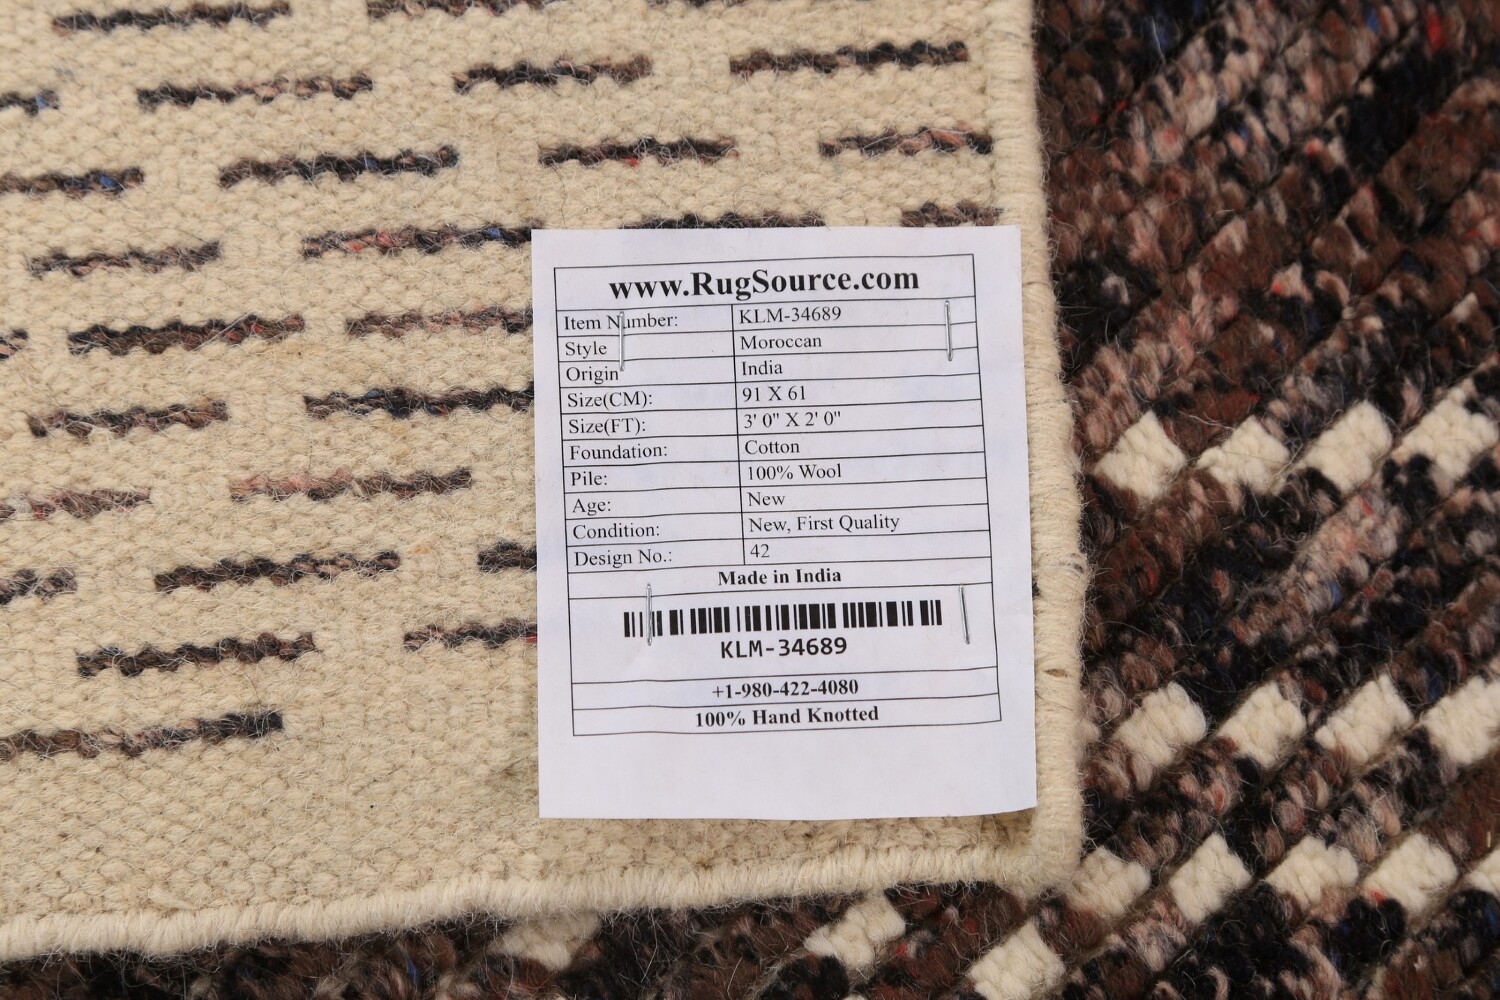 www.RugSource.com
Item Number: KLM-34689
Style Moroccan
Origin India
Size(CM): 91 X 61
Size(FT): 3' 0" X 2' 0"
Foundation: Cotton
Pile: 100% Wool
Age: New
Condition: New, First Quality
Design No.: 42
Made in India
KLM-34689
+1-980-422-4080
100% Hand Knotted